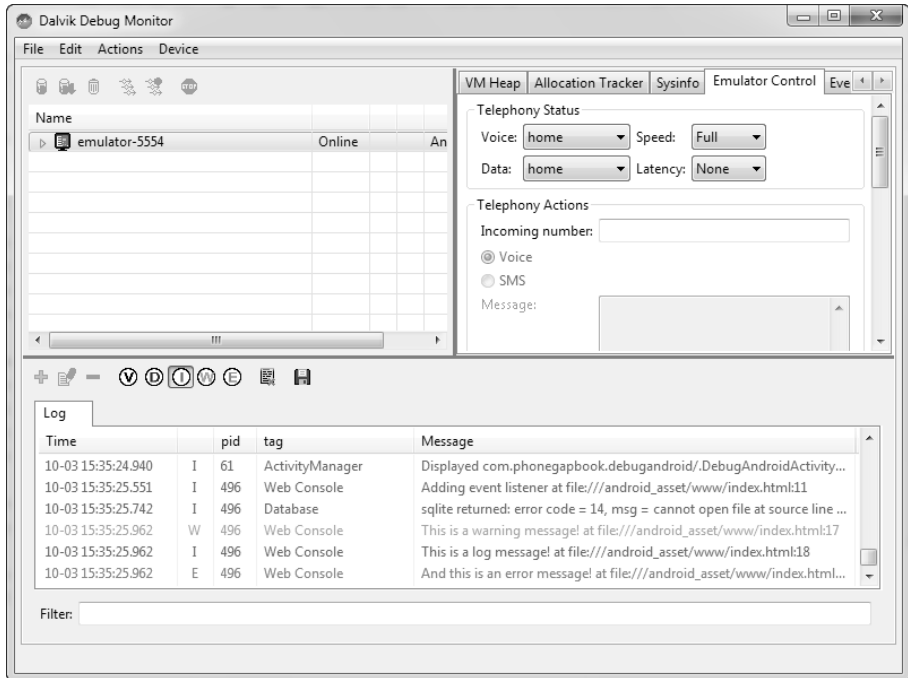 Dalvik Debug Monitor
File Edit Actions Device
STOP
Name
emulator-5554 Online An
VM Heap Allocation Tracker Sysinfo Emulator Control Eve
Telephony Status
Voice: home Speed: Full
Data: home Latency: None
Telephony Actions
Incoming number:
Voice
SMS
Message:
V D I W E
Log
Time pid tag Message
10-03 15:35:24.940 I 61 ActivityManager Displayed com.phonegapbook.debugandroid/.DebugAndroidActivity...
10-03 15:35:25.551 I 496 Web Console Adding event listener at file:///android_asset/www/index.html:11
10-03 15:35:25.742 I 496 Database sqlite returned: error code = 14, msg = cannot open file at source line ...
10-03 15:35:25.962 W 496 Web Console This is a warning message! at file:///android_asset/www/index.html:17
10-03 15:35:25.962 I 496 Web Console This is a log message! at file:///android_asset/www/index.html:18
10-03 15:35:25.962 E 496 Web Console And this is an error message! at file:///android_asset/www/index.html...
Filter: